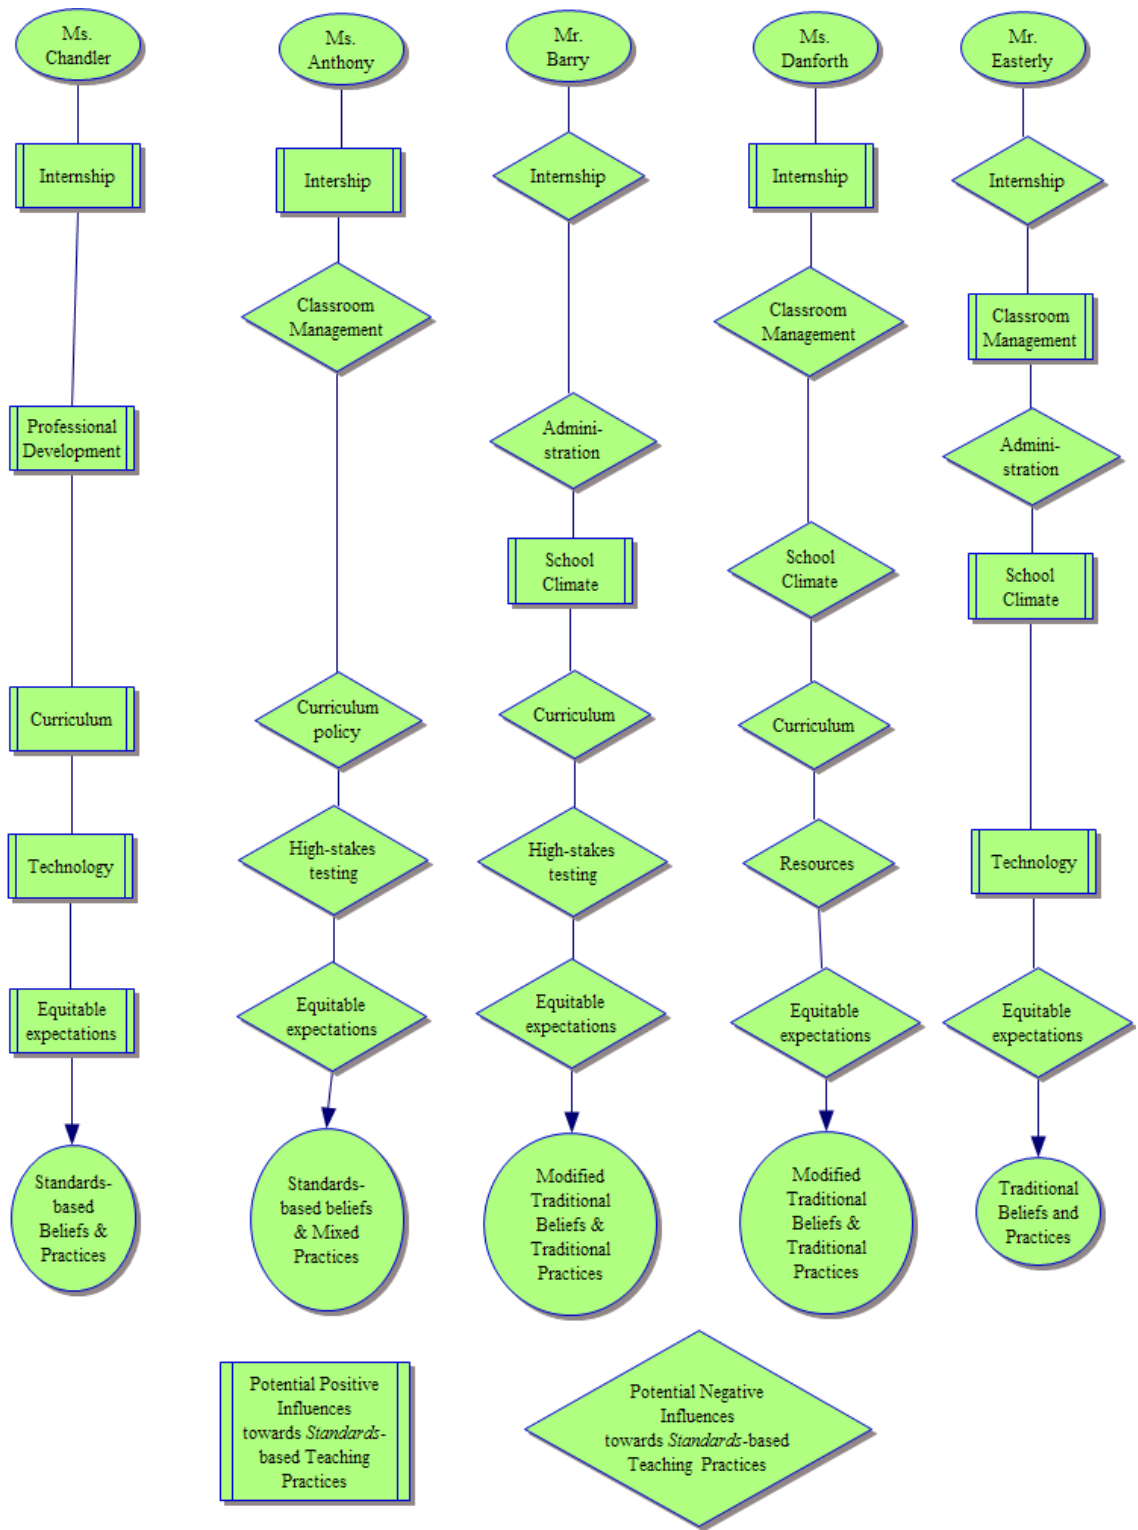 Ms.
Chandler
Internship
Professional
Development
Curriculum
Technology
Equitable
expectations
Standards-
based
Beliefs &
Practices
Ms.
Anthony
Intership
Classroom
Management
Curriculum
policy
High-stakes
testing
Equitable
expectations
Standards-
based beliefs
& Mixed
Practices
Mr.
Barry
Internship
Admini-
stration
School
Climate
Curriculum
High-stakes
testing
Equitable
expectations
Modified
Traditional
Beliefs &
Traditional
Practices
Ms.
Danforth
Internship
Classroom
Management
School
Climate
Curriculum
Resources
Equitable
expectations
Modified
Traditional
Beliefs &
Traditional
Practices
Mr.
Easterly
Internship
Classroom
Management
Admini-
stration
School
Climate
Technology
Equitable
expectations
Traditional
Beliefs and
Practices
Potential Positive
Influences
towards Standards-
based Teaching
Practices
Potential Negative
Influences
towards Standards-based
Teaching Practices